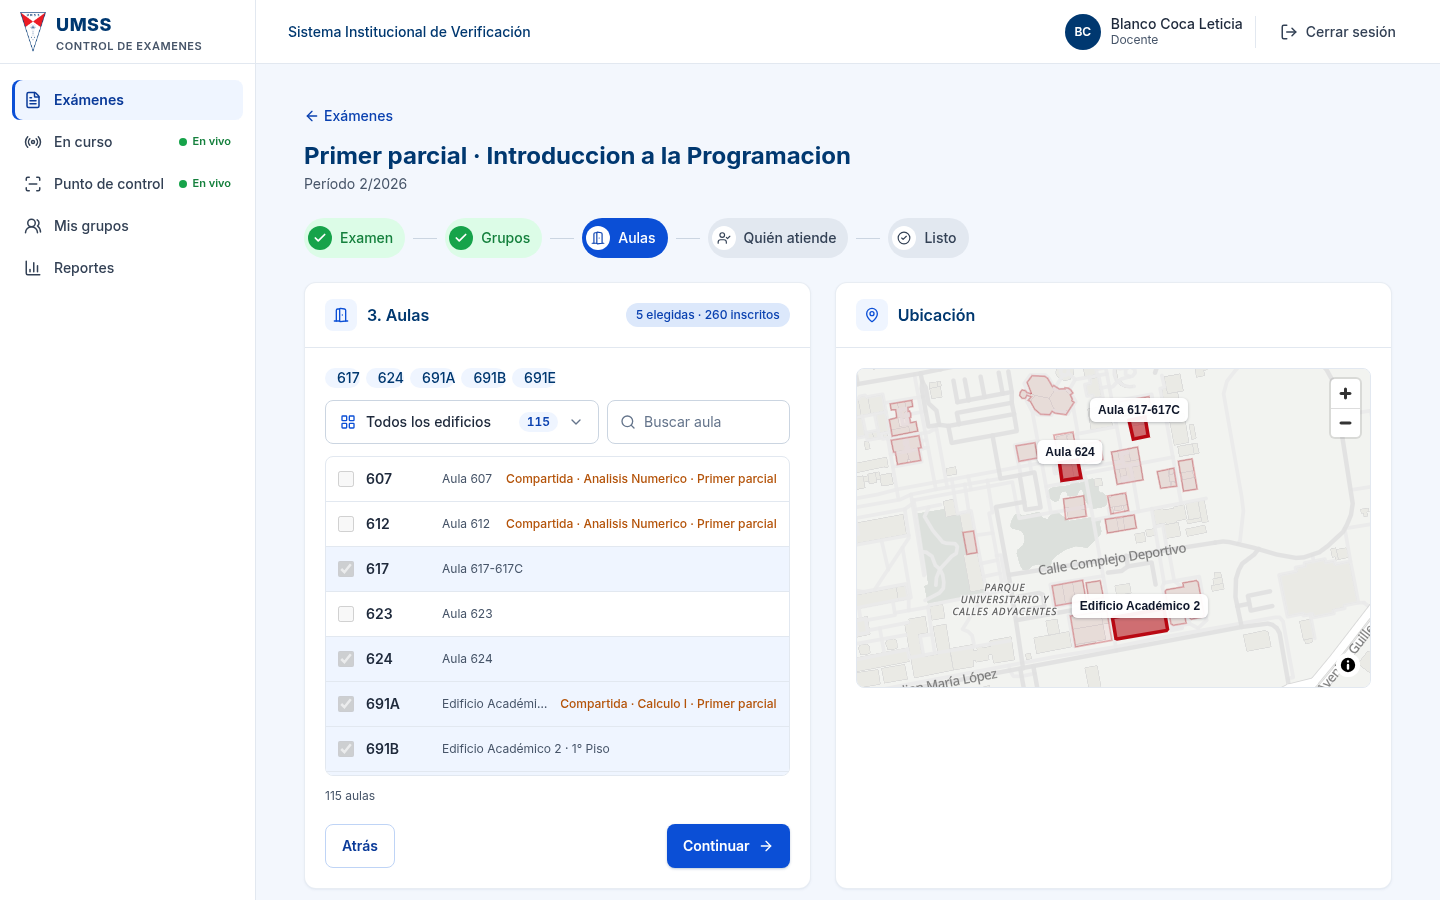 UMSS
CONTROL DE EXÁMENES
Sistema Institucional de Verificación
BC
Blanco Coca Leticia
Docente
Cerrar sesión
Exámenes
En curso
En vivo
Punto de control
En vivo
Mis grupos
Reportes
Exámenes
Primer parcial · Introduccion a la Programacion
Período 2/2026
Examen
Grupos
Aulas
Quién atiende
Listo
3. Aulas
5 elegidas · 260 inscritos
617 624 691A 691B 691E
Todos los edificios 115
Buscar aula
607 Aula 607 Compartida · Analisis Numerico · Primer parcial
612 Aula 612 Compartida · Analisis Numerico · Primer parcial
617 Aula 617-617C
623 Aula 623
624 Aula 624
691A Edificio Académi... Compartida · Calculo I · Primer parcial
691B Edificio Académico 2 · 1° Piso
115 aulas
Atrás
Continuar
Ubicación
Aula 617-617C
Aula 624
Calle Complejo Deportivo
PARQUE
UNIVERSITARIO Y
CALLES ADYACENTES
Edificio Académico 2
María López